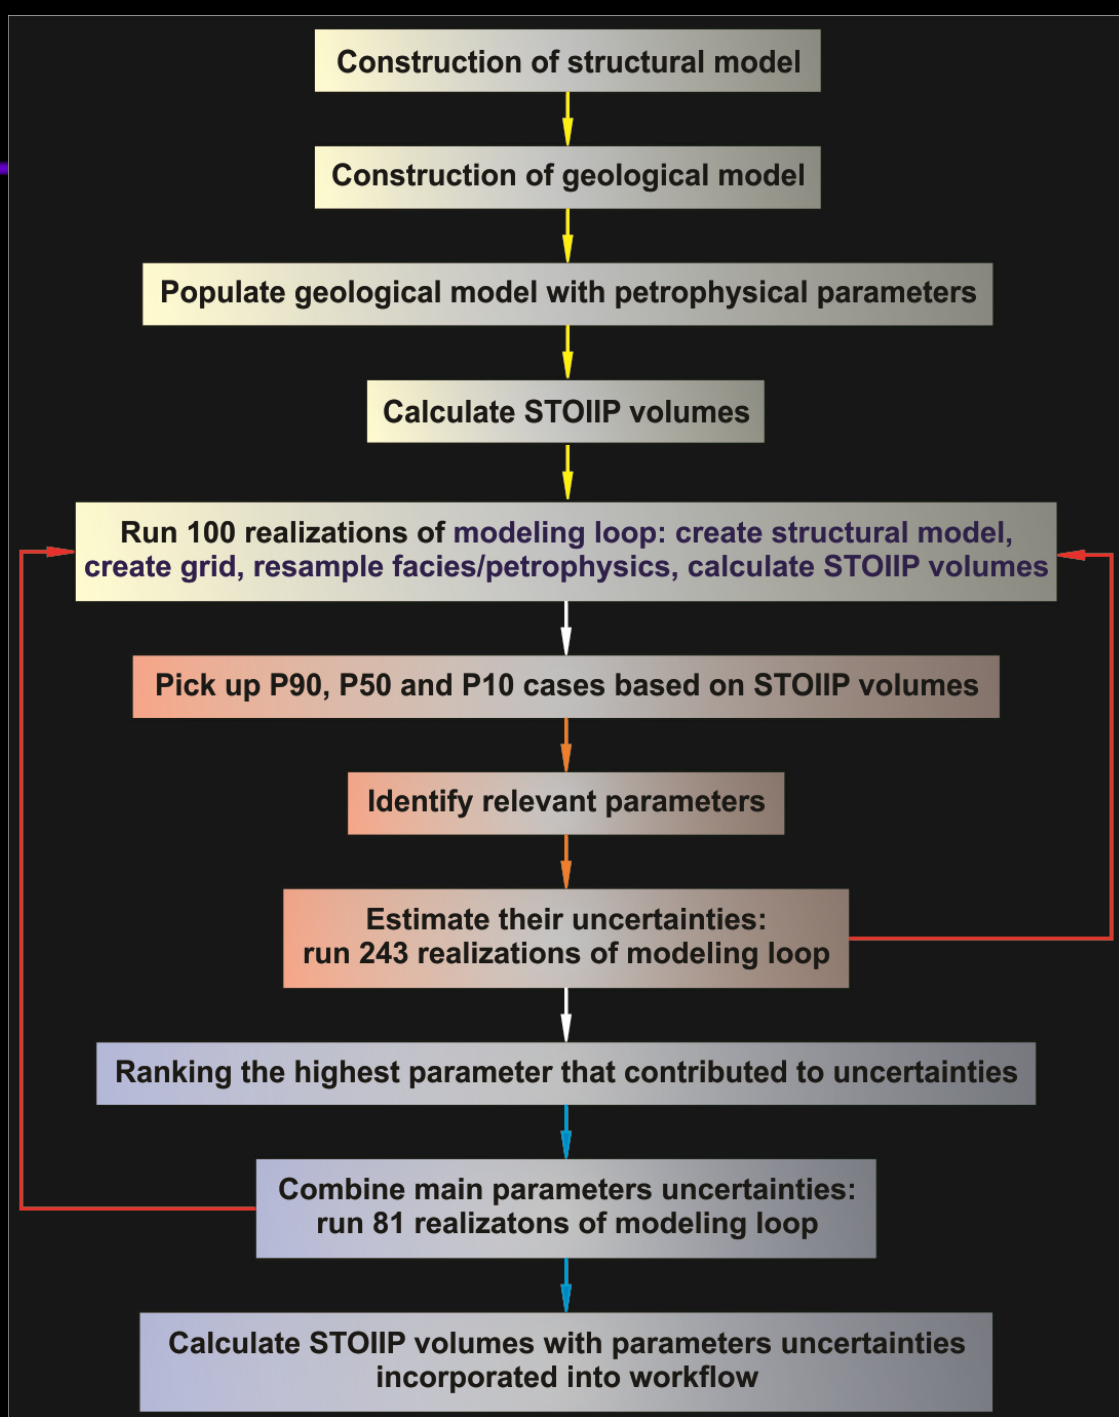 Construction of structural model
Construction of geological model
Populate geological model with petrophysical parameters
Calculate STOIIP volumes
Run 100 realizations of modeling loop: create structural model,
create grid, resample facies/petrophysics, calculate STOIIP volumes
Pick up P90, P50 and P10 cases based on STOIIP volumes
Identify relevant parameters
Estimate their uncertainties:
run 243 realizations of modeling loop
Ranking the highest parameter that contributed to uncertainties
Combine main parameters uncertainties:
run 81 realizatons of modeling loop
Calculate STOIIP volumes with parameters uncertainties
incorporated into workflow